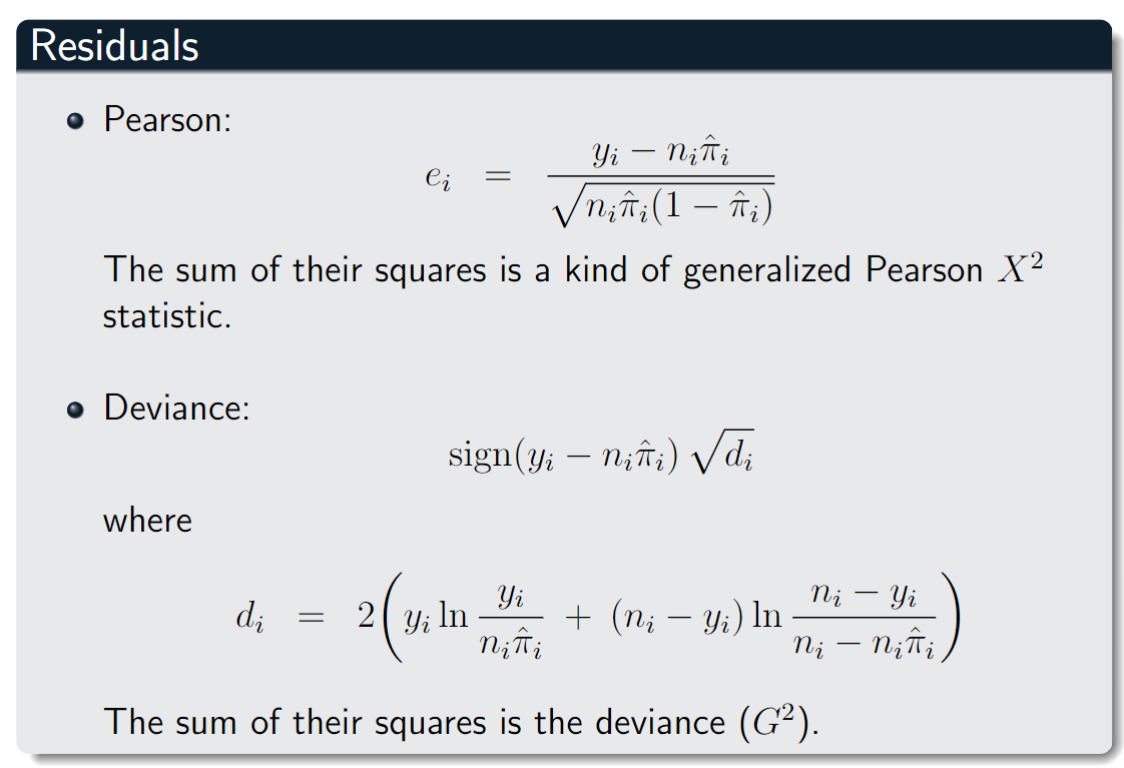 Residuals
• Pearson:
e_i = \frac{y_i - n_i\hat{\pi}_i}{\sqrt{n_i\hat{\pi}_i(1 - \hat{\pi}_i)}}
The sum of their squares is a kind of generalized Pearson X^2
statistic.
• Deviance:
sign(y_i - n_i\hat{\pi}_i) \sqrt{d_i}
where
d_i = 2\left( y_i \ln \frac{y_i}{n_i\hat{\pi}_i} + (n_i - y_i) \ln \frac{n_i - y_i}{n_i - n_i\hat{\pi}_i} \right)
The sum of their squares is the deviance (G^2).